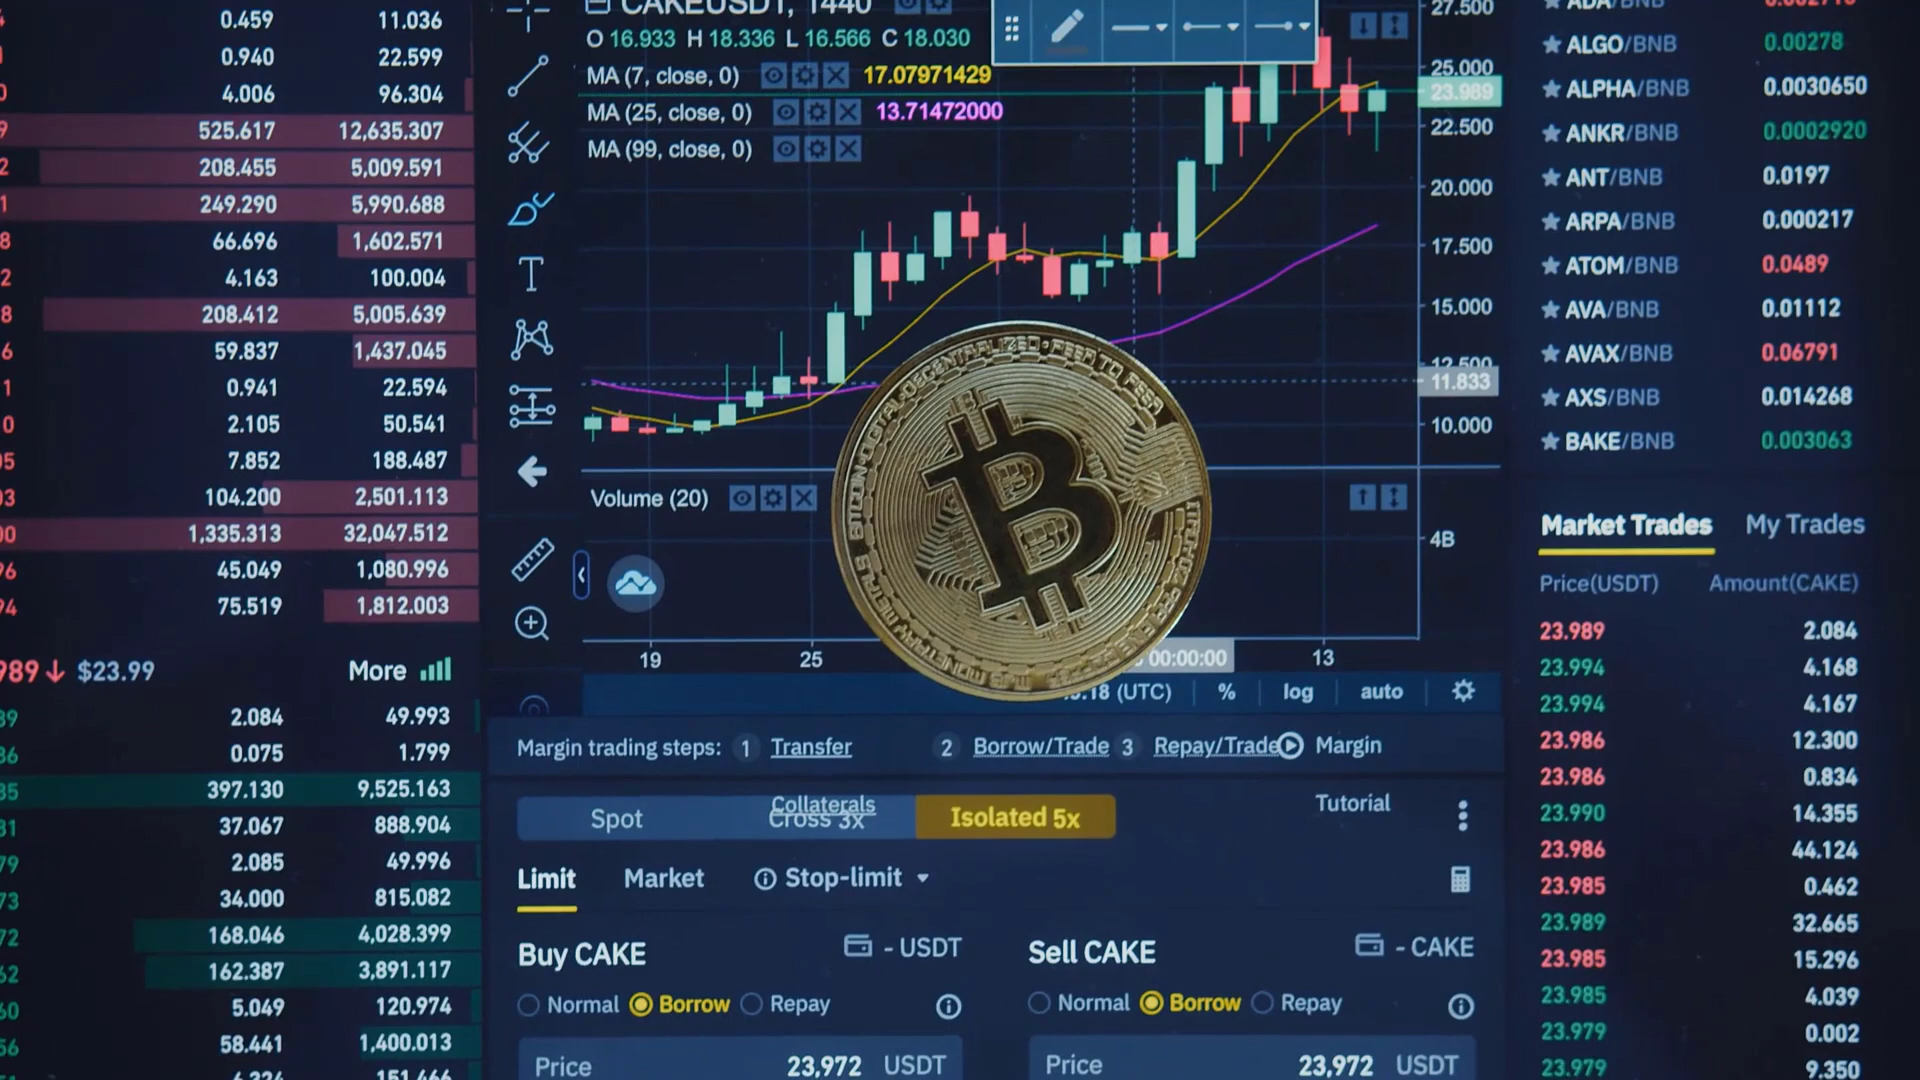 0.459 11.036
0.940 22.599
4.006 96.304
525.617 12,635.307
208.455 5,009.591
249.290 5,990.688
66.696 1,602.571
4.163 100.004
208.412 5,005.639
59.837 1,437.045
0.941 22.594
2.105 50.541
7.852 188.487
104.200 2,501.113
1,335.313 32,047.512
45.049 1,080.996
75.519 1,812.003
989↓ $23.99 More
2.084 49.993
0.075 1.799
397.130 9,525.163
37.067 888.904
2.085 49.996
34.000 815.082
168.046 4,028.399
162.387 3,891.117
5.049 120.974
58.441 1,400.013
CAKEUSDT, 1440
O 16.933 H 18.336 L 16.566 C 18.030
MA (7, close, 0) 17.07971429
MA (25, close, 0) 13.71472000
MA (99, close, 0)
27.500
25.000
23.989
22.500
20.000
17.500
15.000
12.500
11.833
10.000
Volume (20)
4B
19 25 00:00:00 13
(UTC) % log auto
BITCOIN·DIGITAL·DECENTRALIZED·PEER TO PEER
Margin trading steps: 1 Transfer 2 Borrow/Trade 3 Repay/Trade Margin
Tutorial
Collaterals
Spot Cross 3x Isolated 5x
Limit Market Stop-limit
Buy CAKE - USDT
Normal Borrow Repay
Price 23,972 USDT
Sell CAKE - CAKE
Normal Borrow Repay
Price 23,972 USDT
ALGO/BNB 0.00278
ALPHA/BNB 0.0030650
ANKR/BNB 0.0002920
ANT/BNB 0.0197
ARPA/BNB 0.000217
ATOM/BNB 0.0489
AVA/BNB 0.01112
AVAX/BNB 0.06791
AXS/BNB 0.014268
BAKE/BNB 0.003063
Market Trades My Trades
Price(USDT) Amount(CAKE)
23.989 2.084
23.994 4.168
23.994 4.167
23.986 12.300
23.986 0.834
23.990 14.355
23.986 44.124
23.985 0.462
23.989 32.665
23.985 15.296
23.985 4.039
23.979 0.002
23.979 9.350